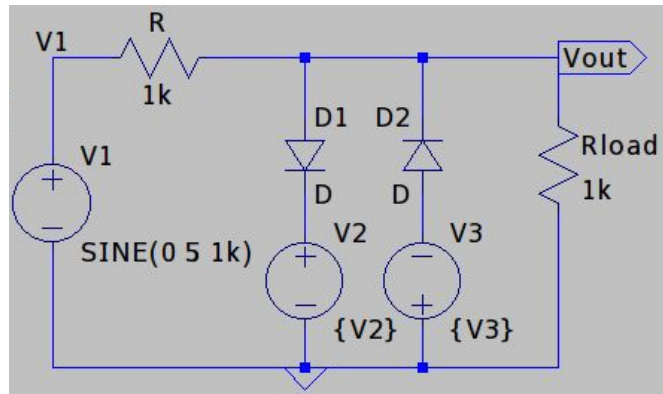 R
V1
Vout
1k
D1
D2
Rload
V1
1k
D
D
V2
V3
SINE(0 5 1k)
+
−
+
−
−
+
{V2}
{V3}